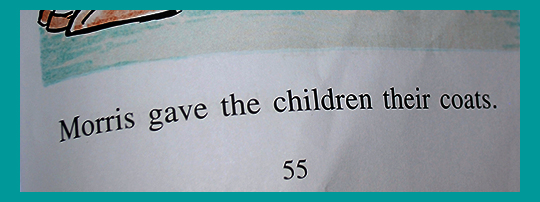 Morris gave the children their coats.
55